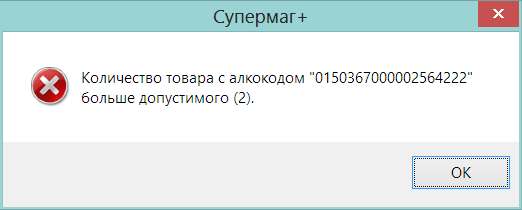 Супермаг+
Количество товара с алкокодом "0150367000002564222"
больше допустимого (2).
OK